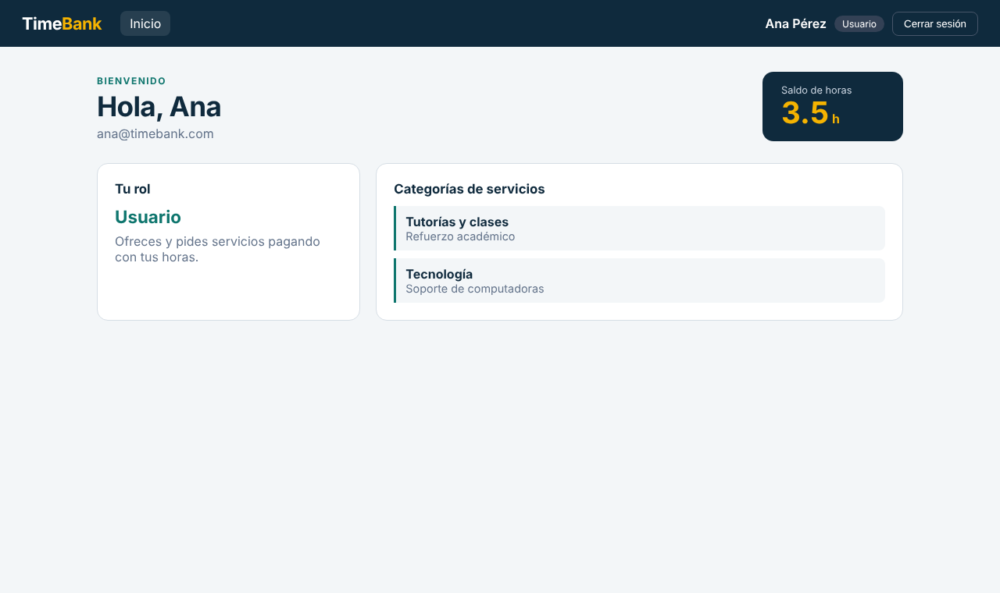 TimeBank Inicio Ana Pérez Usuario Cerrar sesión
BIENVENIDO
Hola, Ana
ana@timebank.com
Saldo de horas
3.5 h
Tu rol
Usuario
Ofreces y pides servicios pagando
con tus horas.
Categorías de servicios
Tutorías y clases
Refuerzo académico
Tecnología
Soporte de computadoras